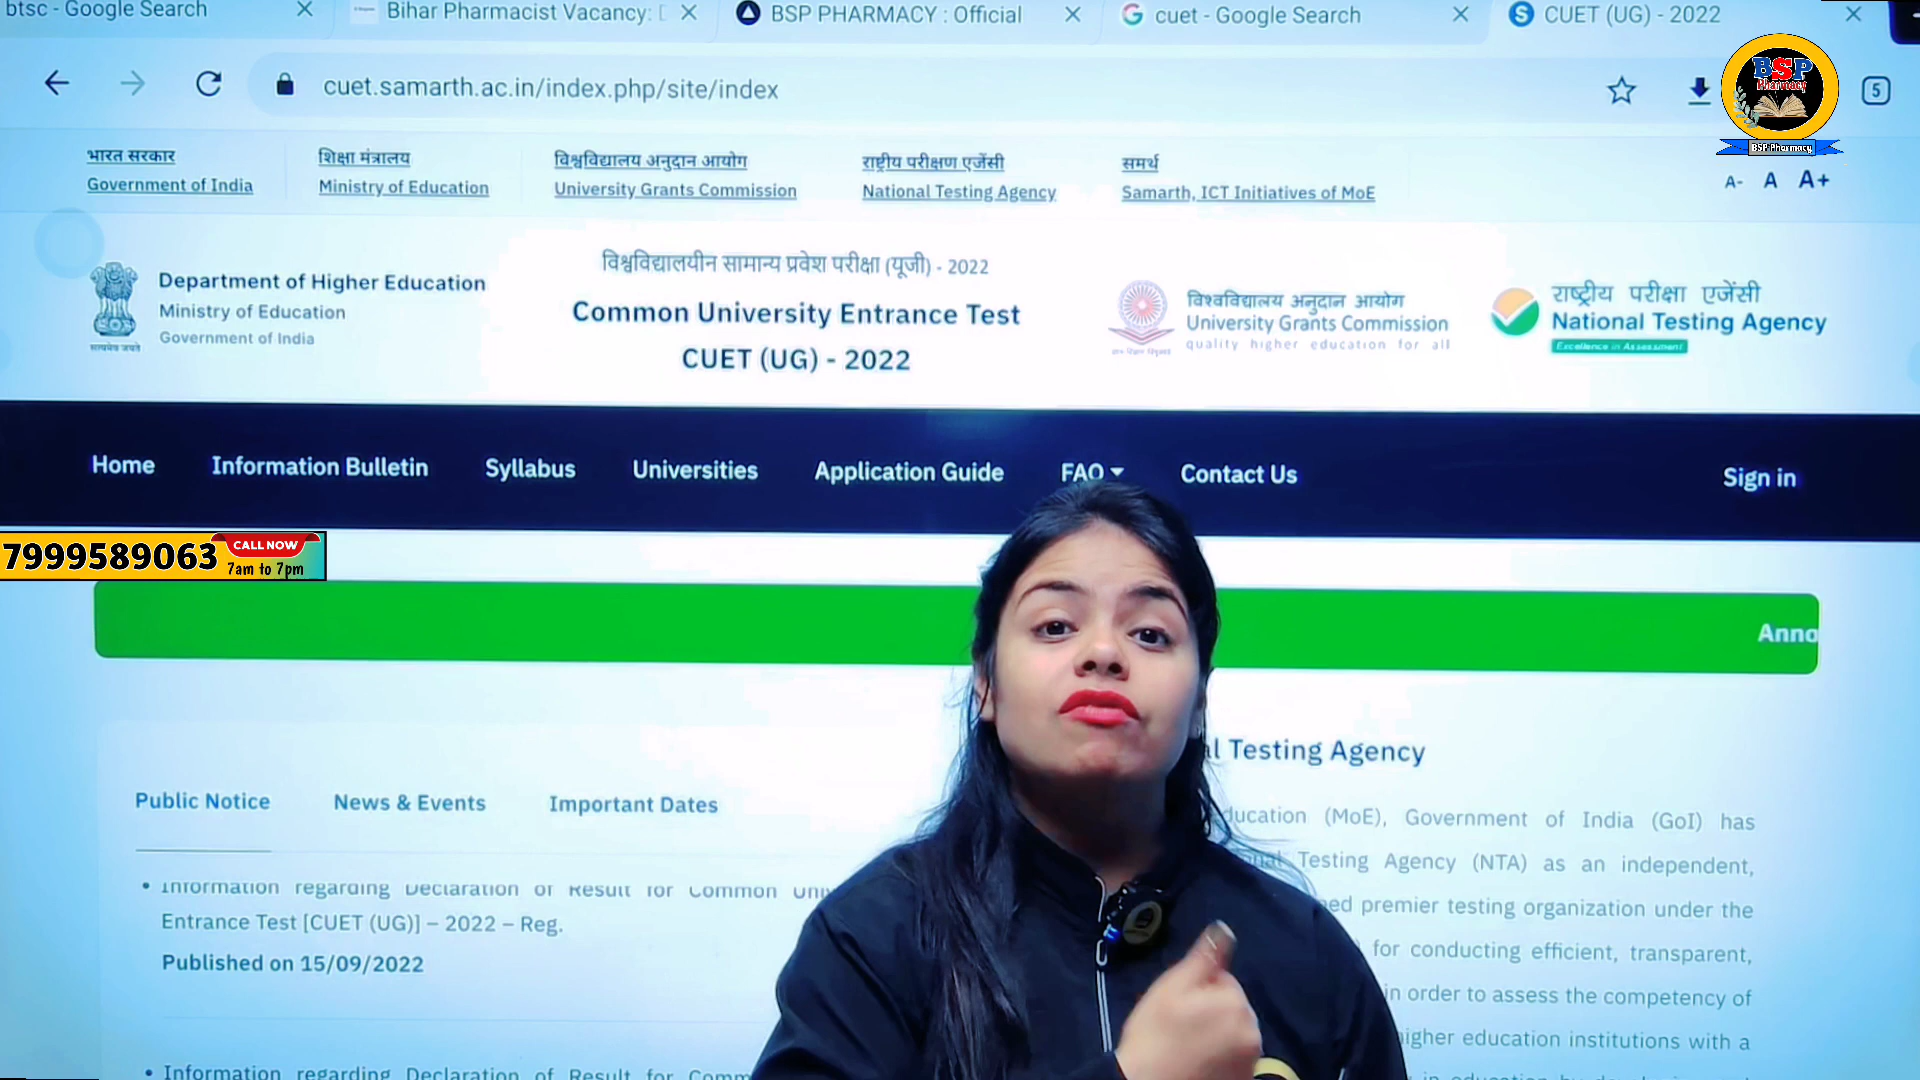 btsc - Google Search
Bihar Pharmacist Vacancy:
BSP PHARMACY : Official
cuet - Google Search
CUET (UG) - 2022
cuet.samarth.ac.in/index.php/site/index
5
BSP
Pharmacy
BSP Pharmacy
भारत सरकार
Government of India
शिक्षा मंत्रालय
Ministry of Education
विश्वविद्यालय अनुदान आयोग
University Grants Commission
राष्ट्रीय परीक्षण एजेंसी
National Testing Agency
समर्थ
Samarth, ICT Initiatives of MoE
A- A A+
सत्यमेव जयते
Department of Higher Education
Ministry of Education
Government of India
विश्वविद्यालयीन सामान्य प्रवेश परीक्षा (यूजी) - 2022
Common University Entrance Test
CUET (UG) - 2022
विश्वविद्यालय अनुदान आयोग
University Grants Commission
quality higher education for all
राष्ट्रीय परीक्षा एजेंसी
National Testing Agency
Excellence in Assessment
Home Information Bulletin Syllabus Universities Application Guide FAQ Contact Us Sign in
7999589063 CALL NOW
7am to 7pm
Anno
Public Notice News & Events Important Dates
• Information regarding Declaration of Result for Common Uni
Entrance Test [CUET (UG)] – 2022 – Reg.
Published on 15/09/2022
• Information regarding Declaration of Result for Comm
l Testing Agency
ducation (MoE), Government of India (GoI) has
Testing Agency (NTA) as an independent,
ed premier testing organization under the
for conducting efficient, transparent,
in order to assess the competency of
igher education institutions with a